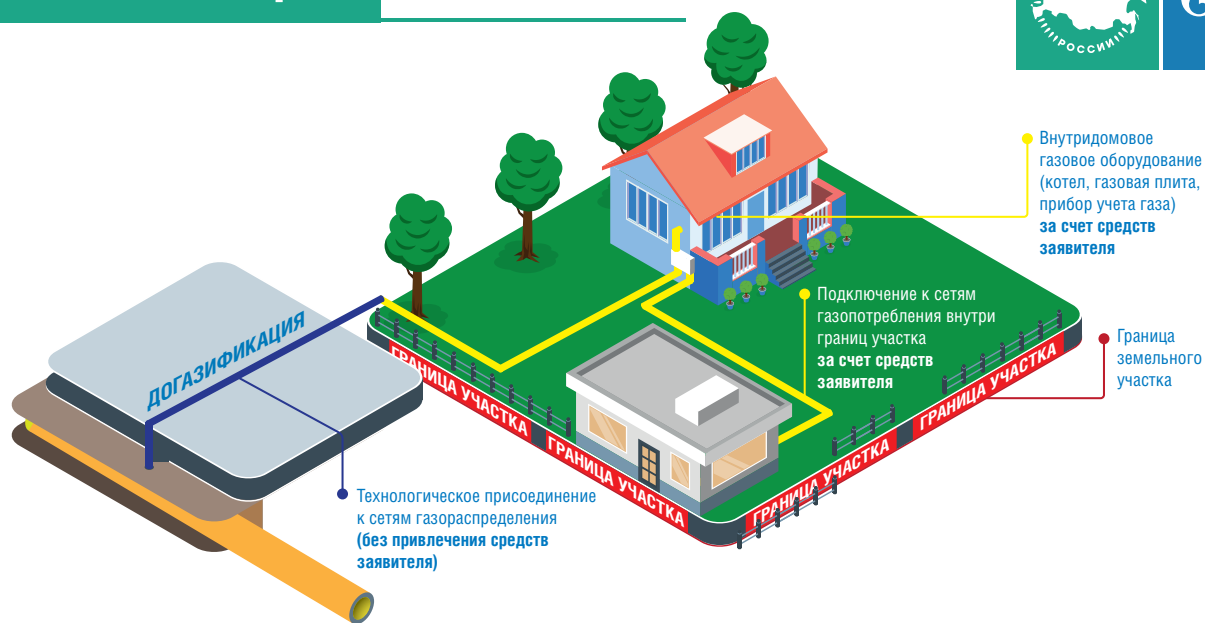 РОССИИ
Внутридомовое
газовое оборудование
(котел, газовая плита,
прибор учета газа)
за счет средств
заявителя
Подключение к сетям
газопотребления внутри
границ участка
за счет средств
заявителя
Граница
земельного
участка
ДОГАЗИФИКАЦИЯ
ГРАНИЦА УЧАСТКА
ГРАНИЦА УЧАСТКА
ГРАНИЦА УЧАСТКА
ГРАНИЦА УЧАСТКА
Технологическое присоединение
к сетям газораспределения
(без привлечения средств
заявителя)